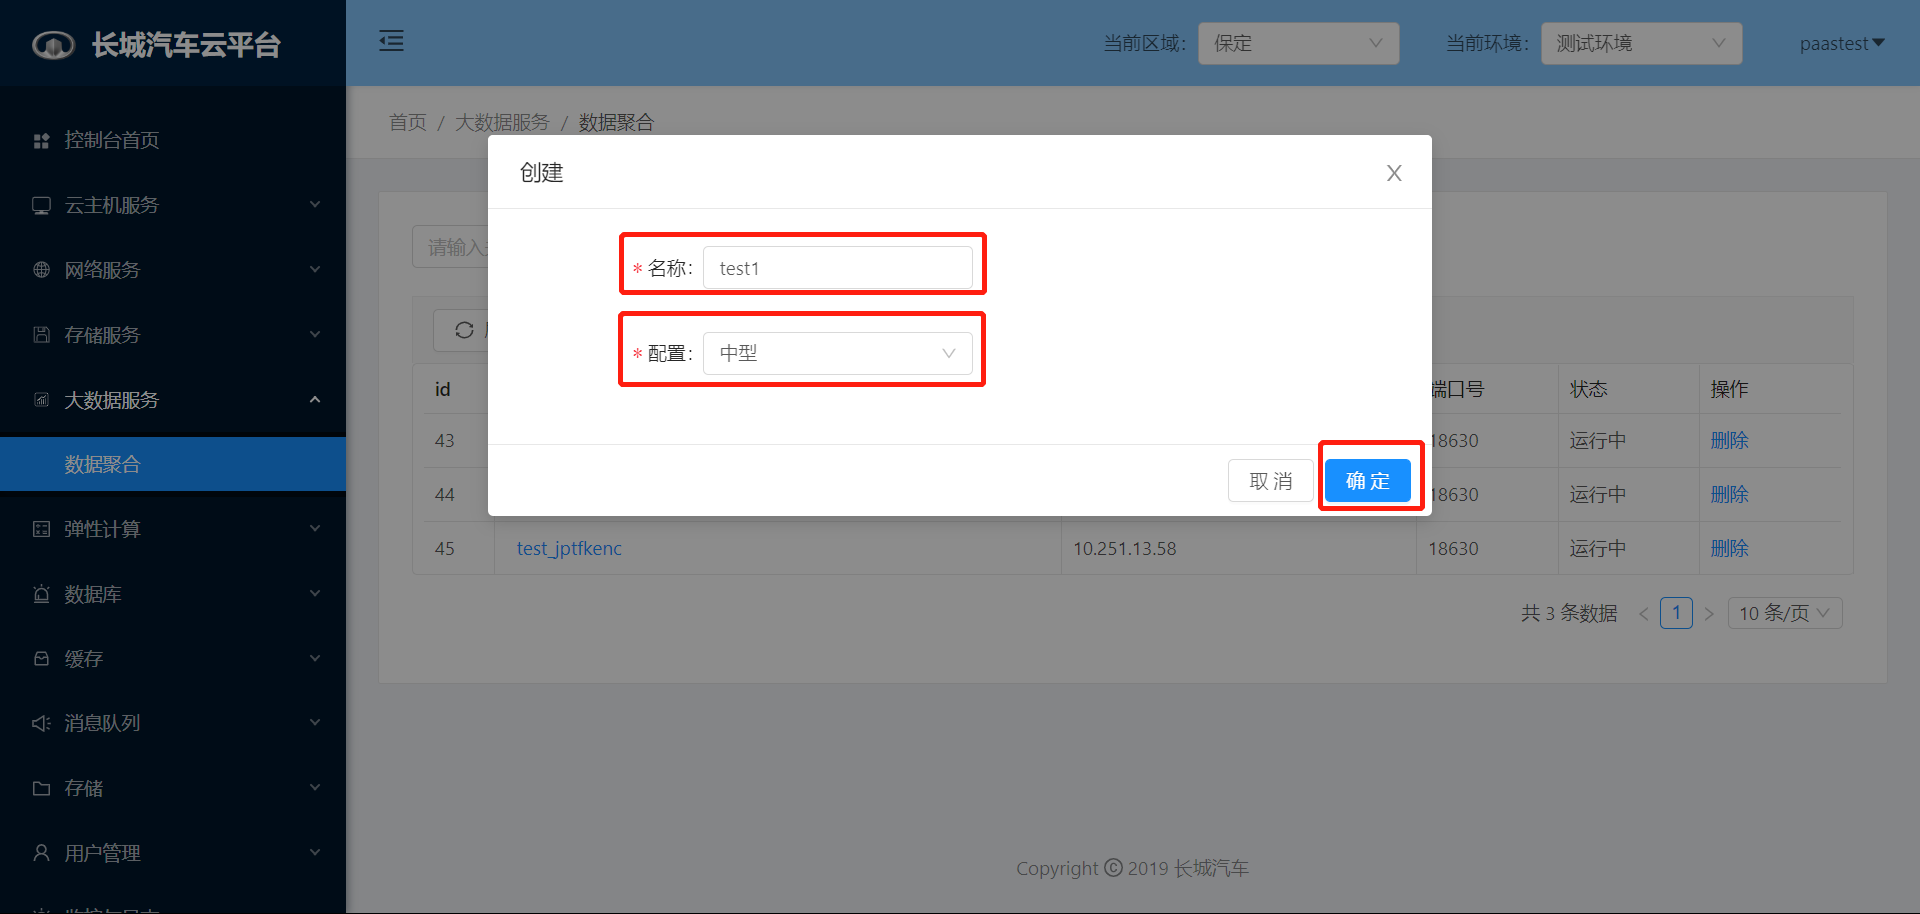 长城汽车云平台
当前区域: 保定
当前环境: 测试环境
paastest
控制台首页
云主机服务
网络服务
存储服务
大数据服务
数据聚合
弹性计算
数据库
缓存
消息队列
存储
用户管理
首页 / 大数据服务 / 数据聚合
请输入
创建
X
* 名称: test1
* 配置: 中型
取 消
确 定
id 端口号 状态 操作
43 18630 运行中 删除
44 18630 运行中 删除
45 test_jptfkenc 10.251.13.58 18630 运行中 删除
共 3 条数据 < 1 > 10 条/页
Copyright © 2019 长城汽车